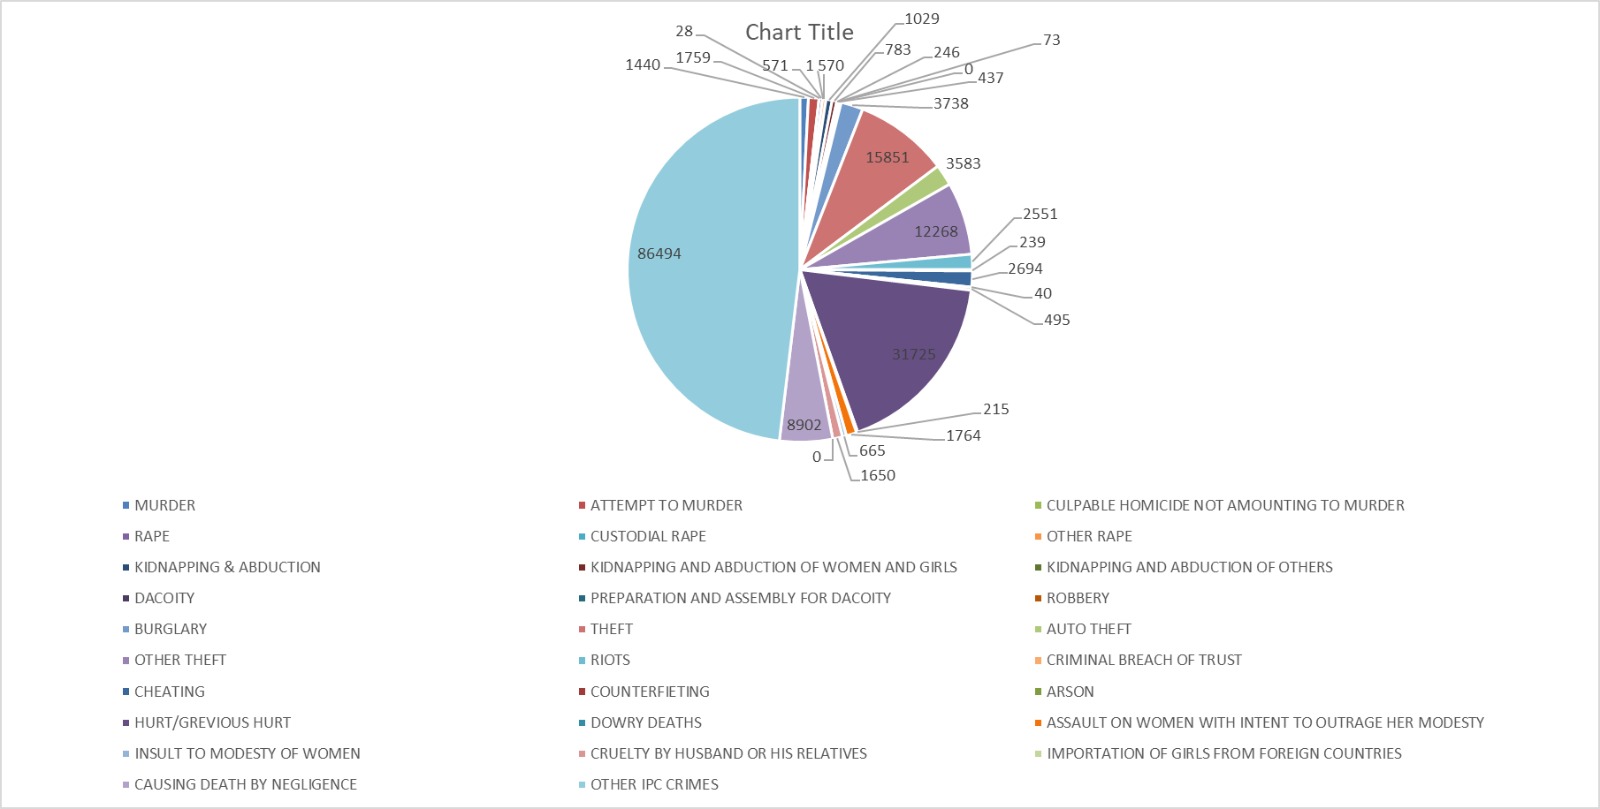 Chart Title
28
1029
1440
1759
571
1
570
783
246
73
0
437
3738
15851
3583
12268
2551
239
2694
40
495
86494
31725
215
1764
8902
665
0
1650
MURDER
ATTEMPT TO MURDER
CULPABLE HOMICIDE NOT AMOUNTING TO MURDER
RAPE
CUSTODIAL RAPE
OTHER RAPE
KIDNAPPING & ABDUCTION
KIDNAPPING AND ABDUCTION OF WOMEN AND GIRLS
KIDNAPPING AND ABDUCTION OF OTHERS
DACOITY
PREPARATION AND ASSEMBLY FOR DACOITY
ROBBERY
BURGLARY
THEFT
AUTO THEFT
OTHER THEFT
RIOTS
CRIMINAL BREACH OF TRUST
CHEATING
COUNTERFIETING
ARSON
HURT/GREVIOUS HURT
DOWRY DEATHS
ASSAULT ON WOMEN WITH INTENT TO OUTRAGE HER MODESTY
INSULT TO MODESTY OF WOMEN
CRUELTY BY HUSBAND OR HIS RELATIVES
IMPORTATION OF GIRLS FROM FOREIGN COUNTRIES
CAUSING DEATH BY NEGLIGENCE
OTHER IPC CRIMES